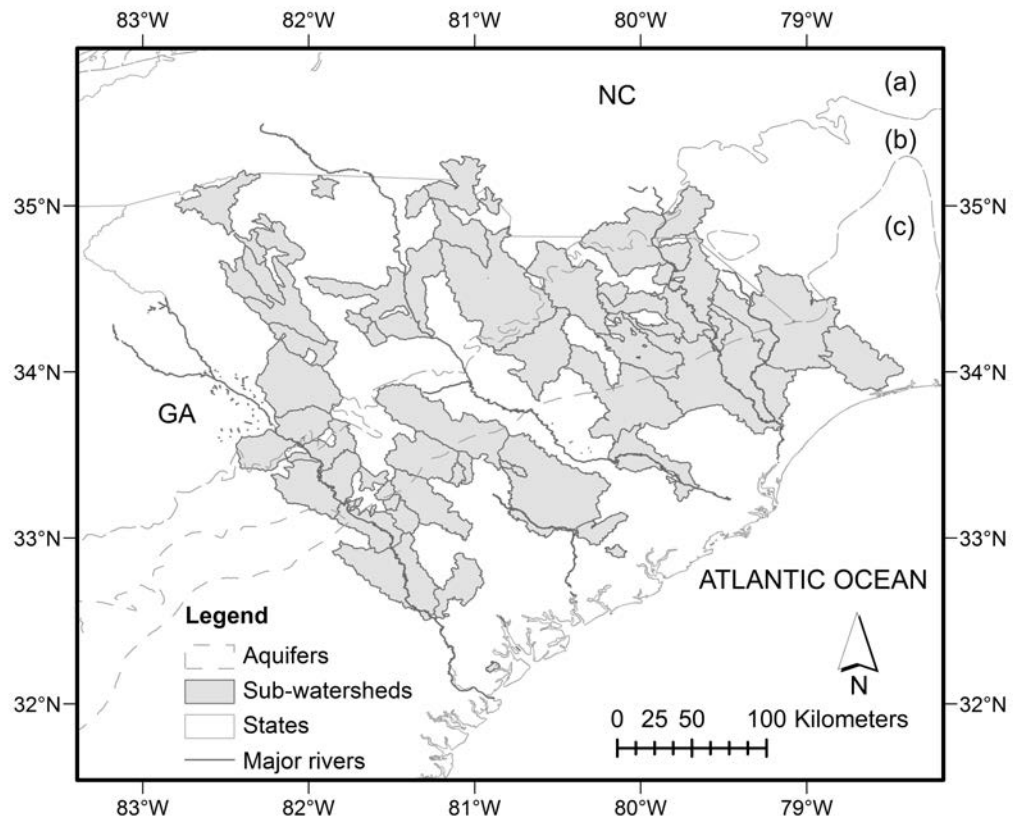 83°W 82°W 81°W 80°W 79°W
NC
(a)
(b)
35°N 35°N
(c)
34°N 34°N
GA
33°N 33°N
ATLANTIC OCEAN
Legend
Aquifers
Sub-watersheds
N
32°N States 32°N
0 25 50 100 Kilometers
Major rivers
83°W 82°W 81°W 80°W 79°W